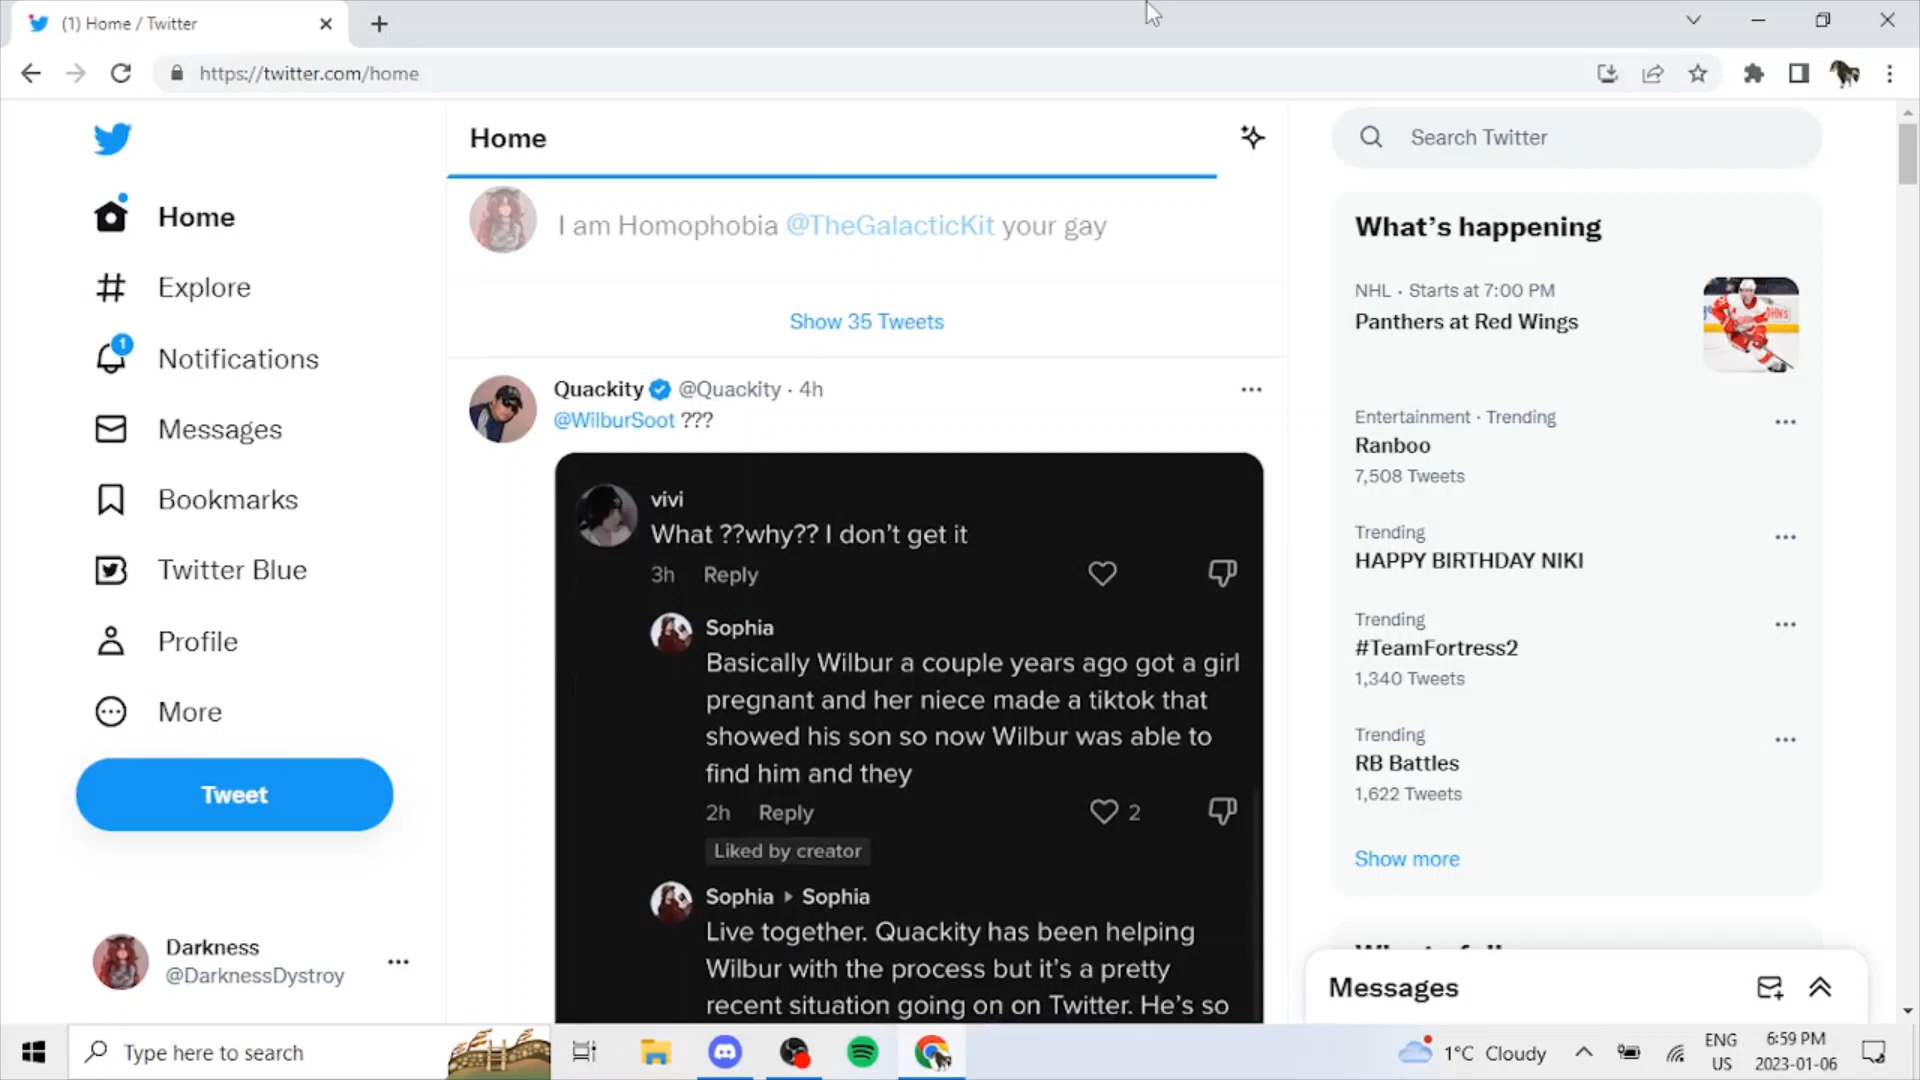 (1) Home / Twitter
https://twitter.com/home
Home
Search Twitter
I am Homophobia @TheGalacticKit your gay
Show 35 Tweets
Home
Explore
1
Notifications
Messages
Bookmarks
Twitter Blue
Profile
More
Tweet
Darkness
@DarknessDystroy
Quackity @Quackity · 4h
@WilburSoot ???
vivi
What ??why?? I don't get it
3h Reply
Sophia
Basically Wilbur a couple years ago got a girl
pregnant and her niece made a tiktok that
showed his son so now Wilbur was able to
find him and they
2h Reply 2
Liked by creator
Sophia ▸ Sophia
Live together. Quackity has been helping
Wilbur with the process but it's a pretty
recent situation going on on Twitter. He's so
What's happening
NHL · Starts at 7:00 PM
Panthers at Red Wings
Entertainment · Trending
Ranboo
7,508 Tweets
Trending
HAPPY BIRTHDAY NIKI
Trending
#TeamFortress2
1,340 Tweets
Trending
RB Battles
1,622 Tweets
Show more
Messages
Type here to search
1°C Cloudy
ENG
US
6:59 PM
2023-01-06